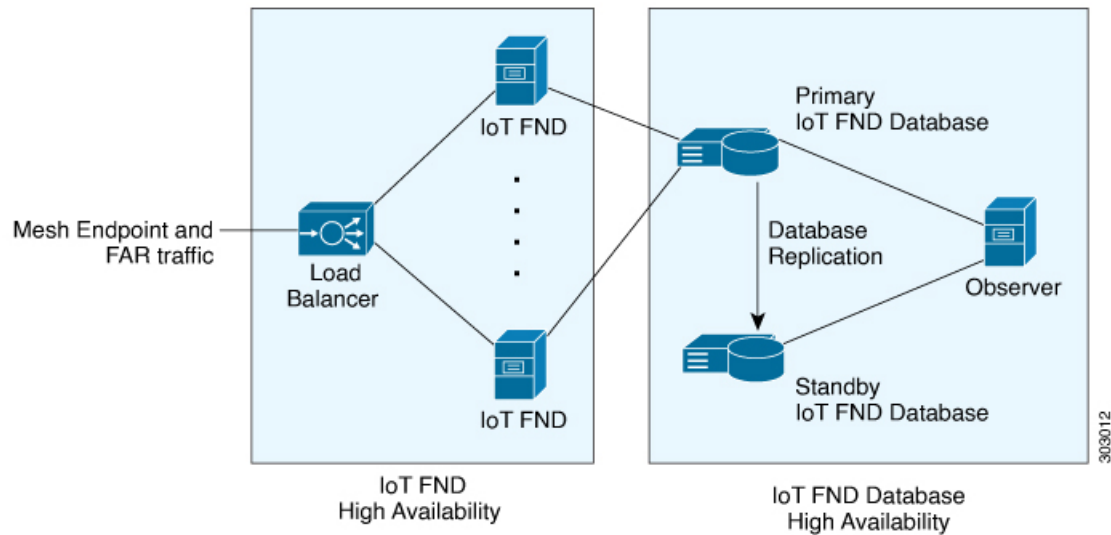 IoT FND
Mesh Endpoint and
FAR traffic
Load
Balancer
IoT FND
IoT FND
High Availability
Primary
IoT FND Database
Database
Replication
Observer
Standby
IoT FND Database
IoT FND Database
High Availability
303012